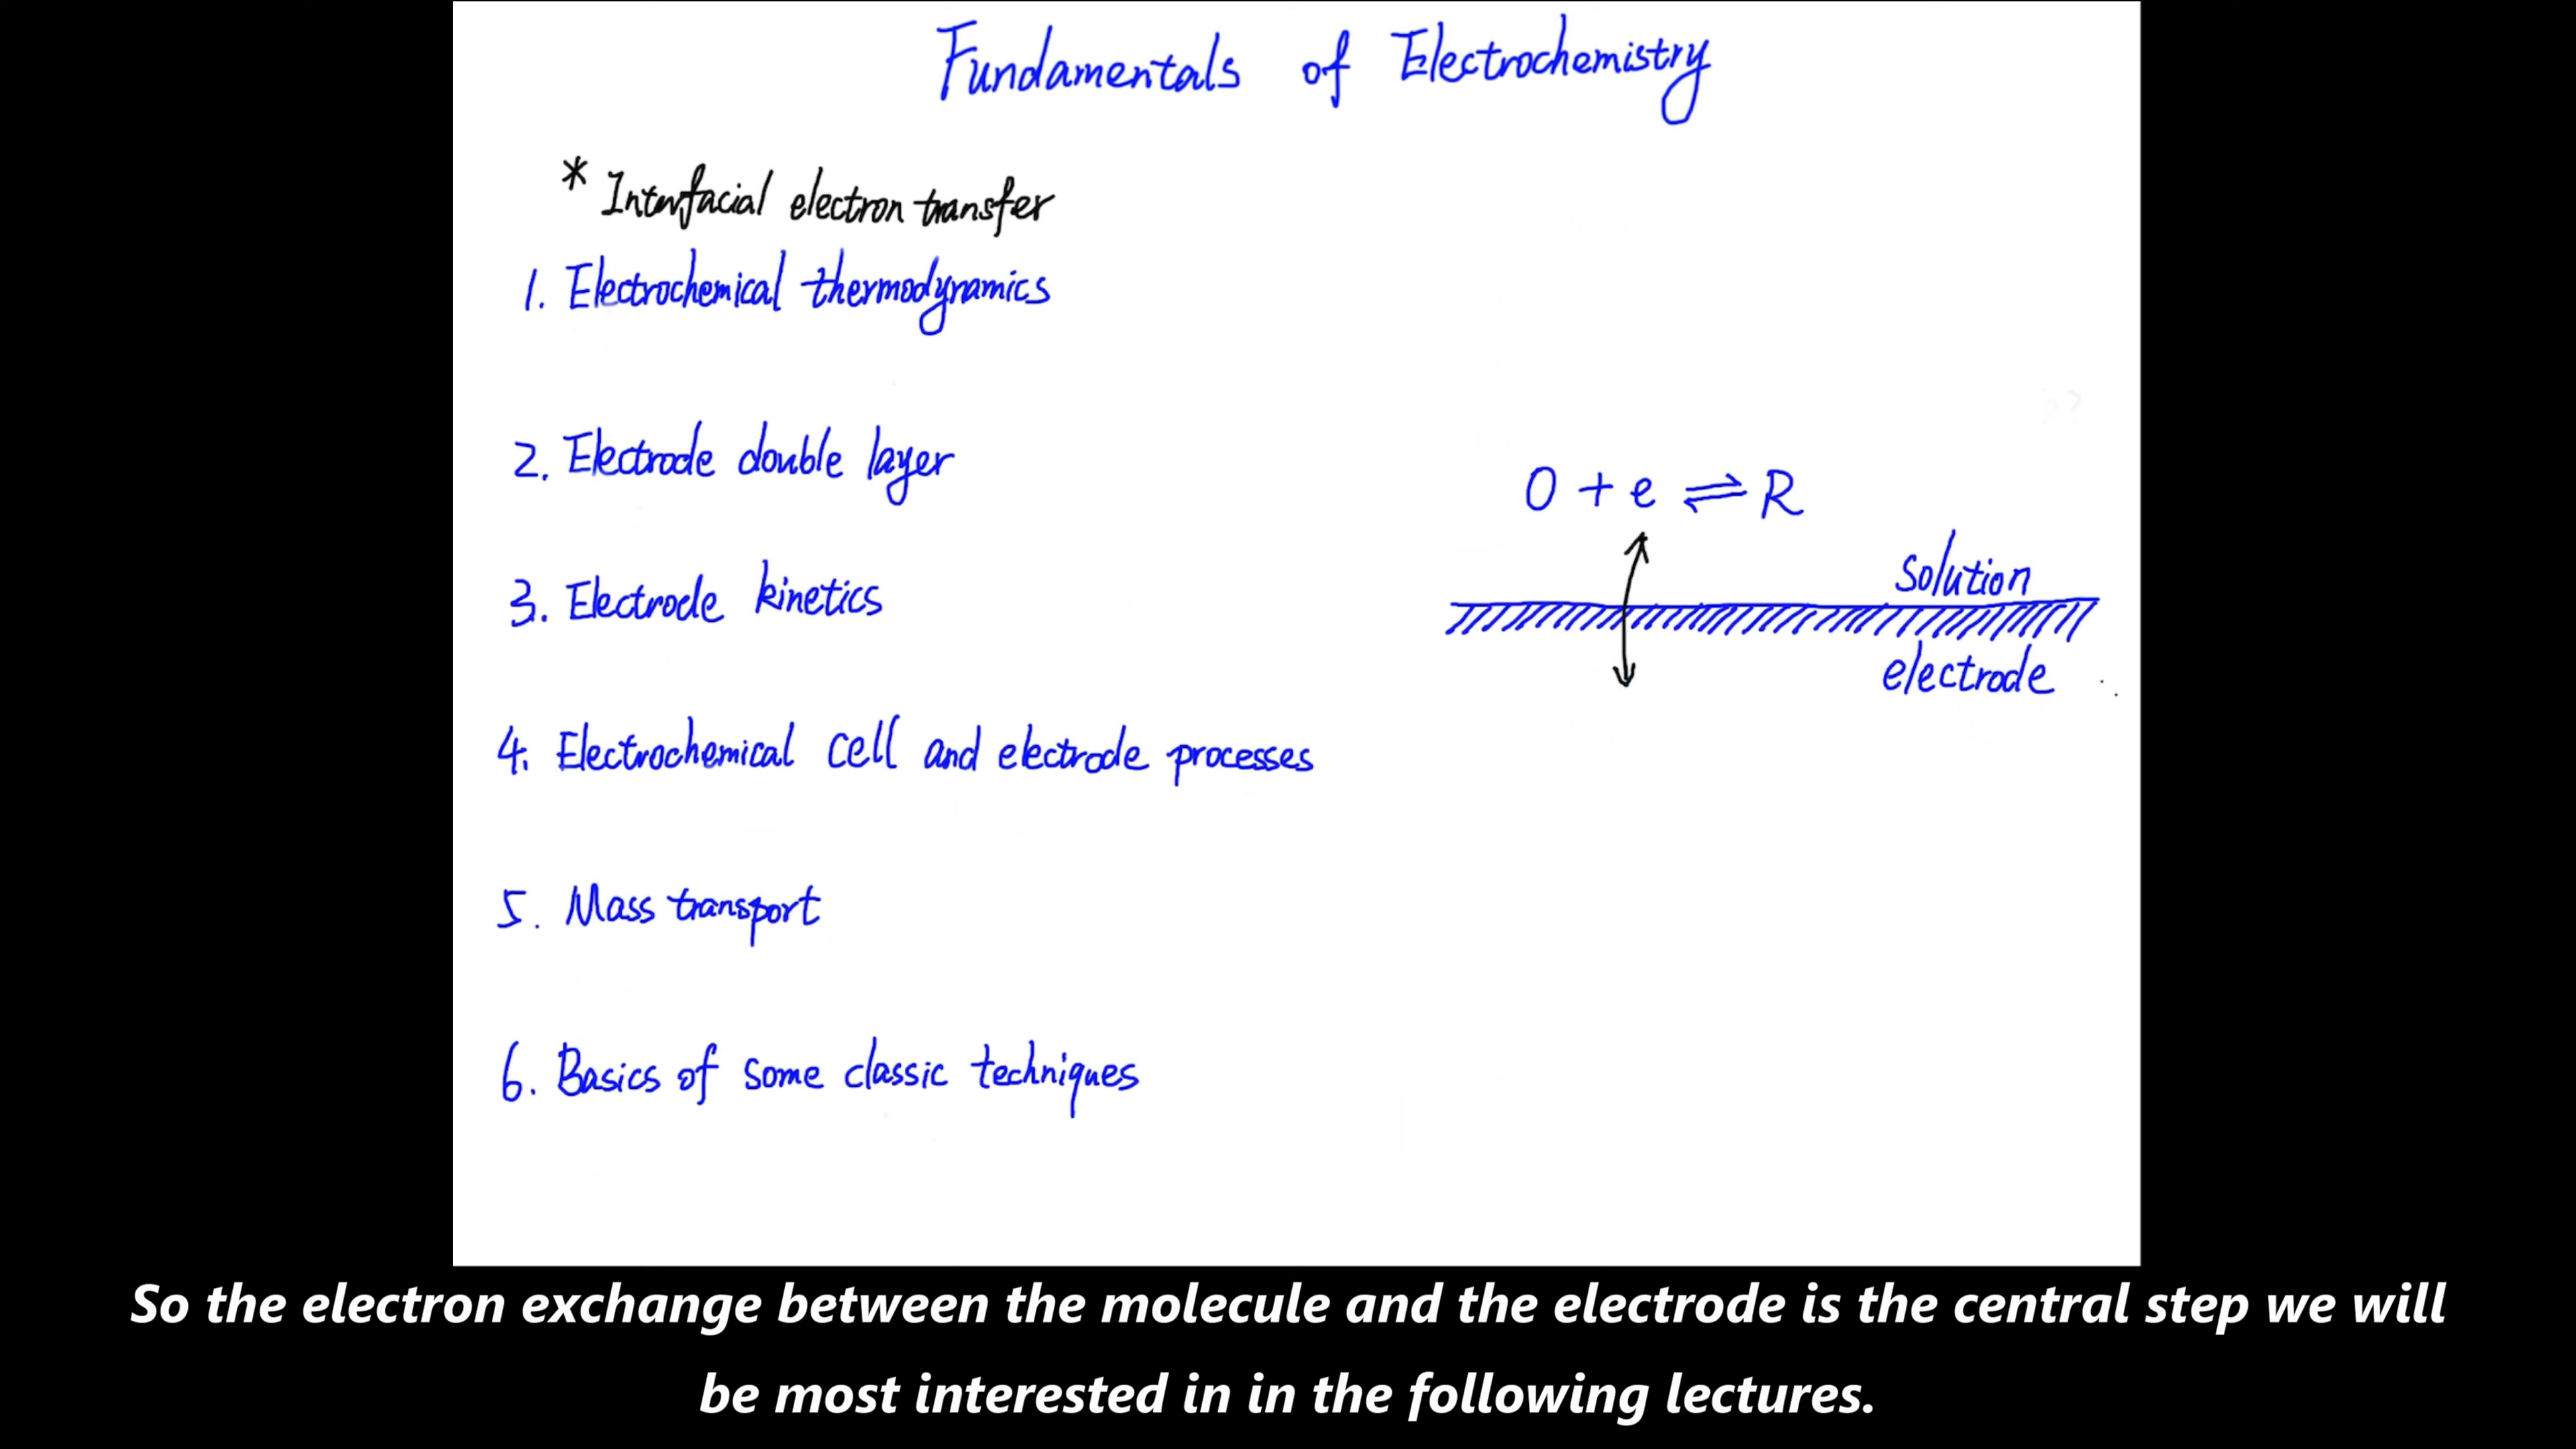 Fundamentals of Electrochemistry
* Interfacial electron transfer
1. Electrochemical thermodynamics
2. Electrode double layer
3. Electrode kinetics
4. Electrochemical cell and electrode processes
5. Mass transport
6. Basics of some classic techniques
O + e ⇌ R
solution
electrode
So the electron exchange between the molecule and the electrode is the central step we will
be most interested in in the following lectures.